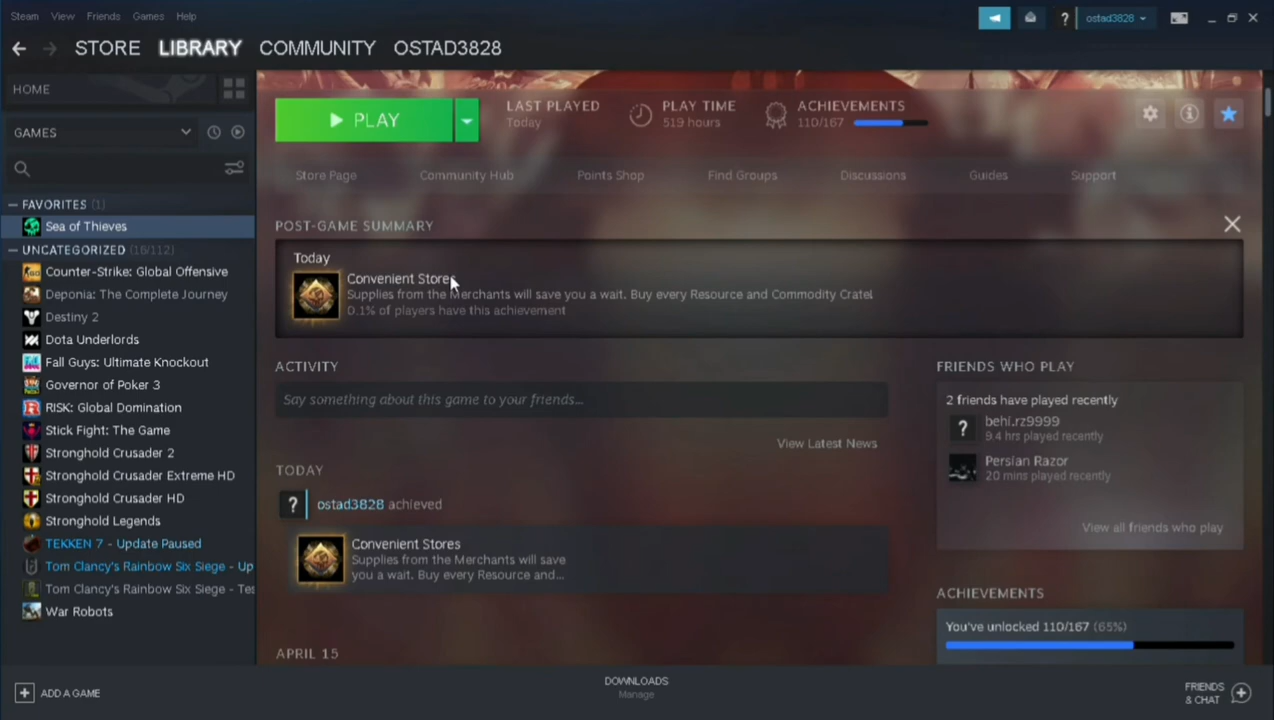 Steam View Friends Games Help
? ostad3828
STORE LIBRARY COMMUNITY OSTAD3828
HOME
GAMES
FAVORITES (1)
Sea of Thieves
UNCATEGORIZED (16/112)
Counter-Strike: Global Offensive
Deponia: The Complete Journey
Destiny 2
Dota Underlords
Fall Guys: Ultimate Knockout
Governor of Poker 3
RISK: Global Domination
Stick Fight: The Game
Stronghold Crusader 2
Stronghold Crusader Extreme HD
Stronghold Crusader HD
Stronghold Legends
TEKKEN 7 - Update Paused
Tom Clancy's Rainbow Six Siege - Up
Tom Clancy's Rainbow Six Siege - Tes
War Robots
PLAY
LAST PLAYED
Today
PLAY TIME
519 hours
ACHIEVEMENTS
110/167
Store Page Community Hub Points Shop Find Groups Discussions Guides Support
POST-GAME SUMMARY
Today
Convenient Stores
Supplies from the Merchants will save you a wait. Buy every Resource and Commodity Crate!
0.1% of players have this achievement
ACTIVITY
Say something about this game to your friends...
View Latest News
TODAY
? ostad3828 achieved
Convenient Stores
Supplies from the Merchants will save
you a wait. Buy every Resource and...
APRIL 15
FRIENDS WHO PLAY
2 friends have played recently
? behi.rz9999
9.4 hrs played recently
Persian Razor
20 mins played recently
View all friends who play
ACHIEVEMENTS
You've unlocked 110/167 (65%)
ADD A GAME
DOWNLOADS
Manage
FRIENDS
& CHAT